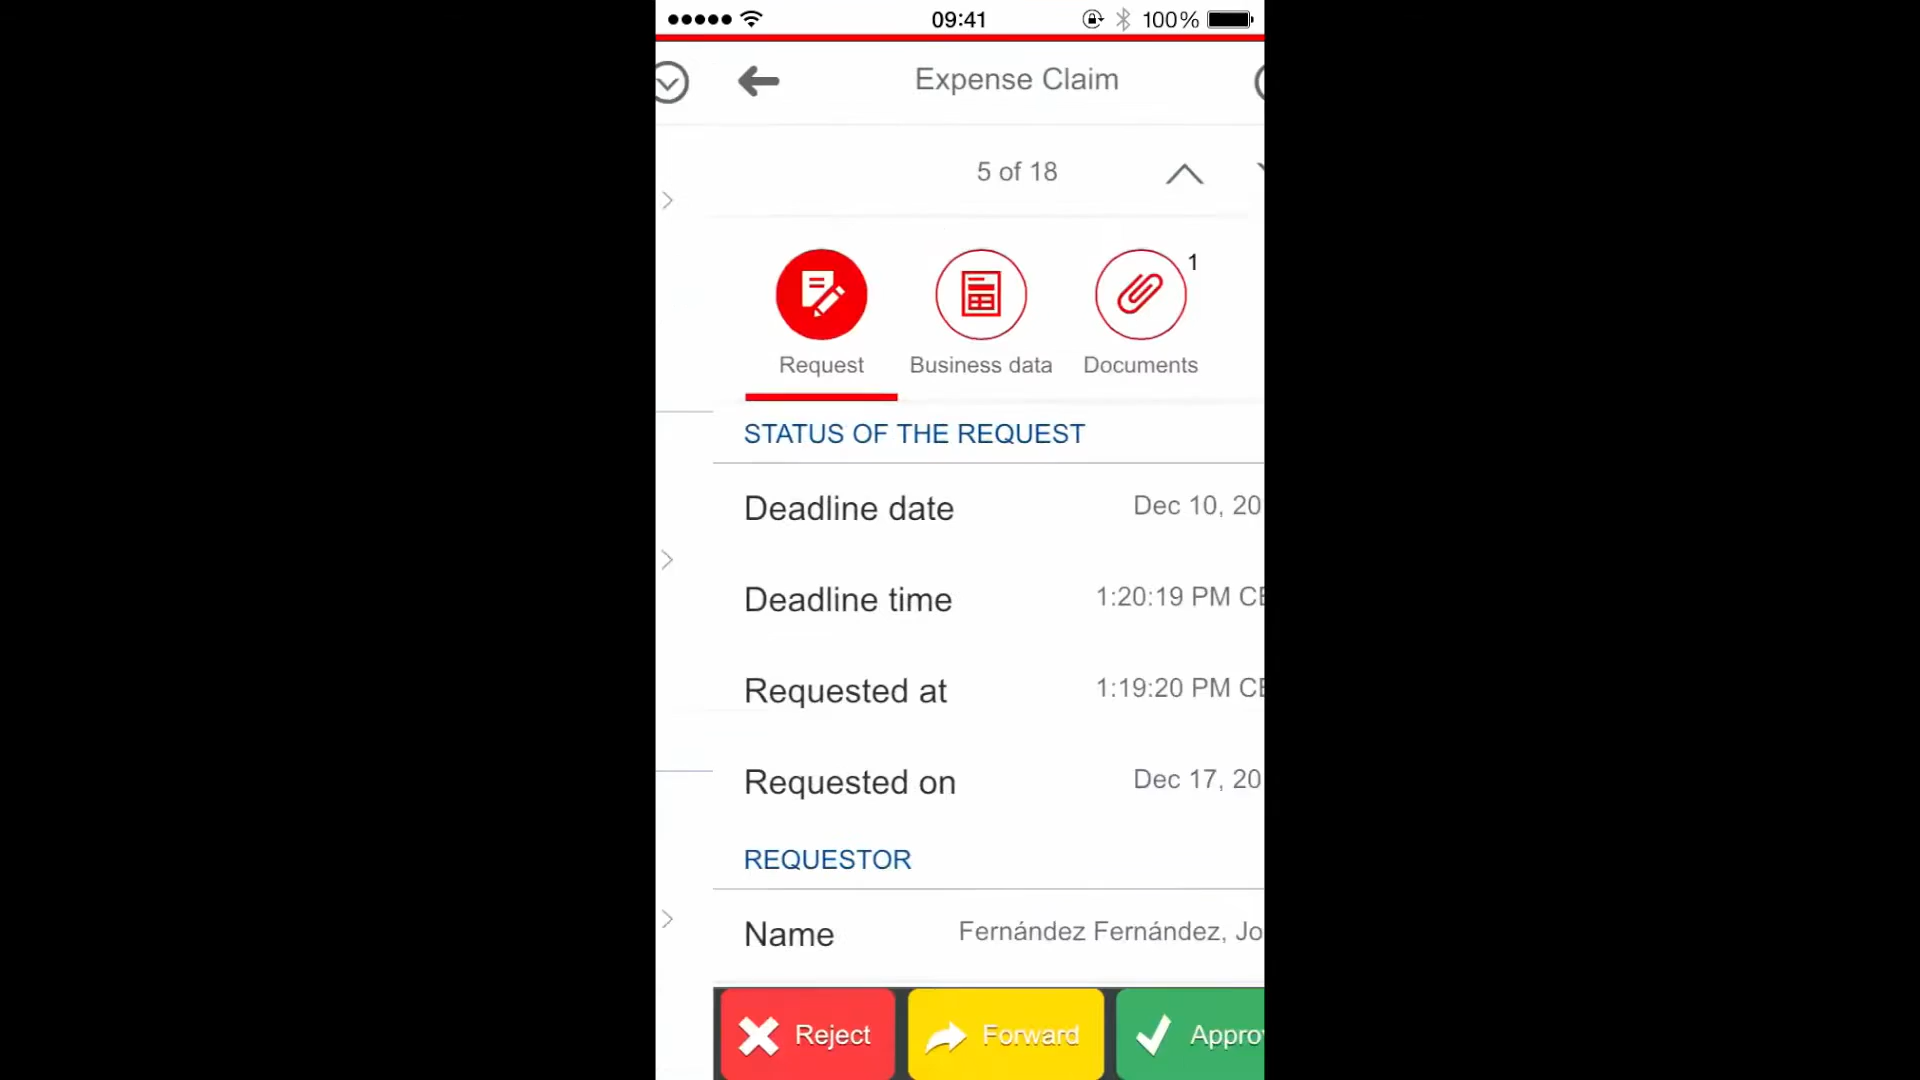 09:41 100%
Expense Claim
5 of 18
1
Request Business data Documents
STATUS OF THE REQUEST
Deadline date Dec 10, 20
Deadline time 1:20:19 PM CE
Requested at 1:19:20 PM CE
Requested on Dec 17, 20
REQUESTOR
Name Fernández Fernández, Jo
Reject Forward Appro